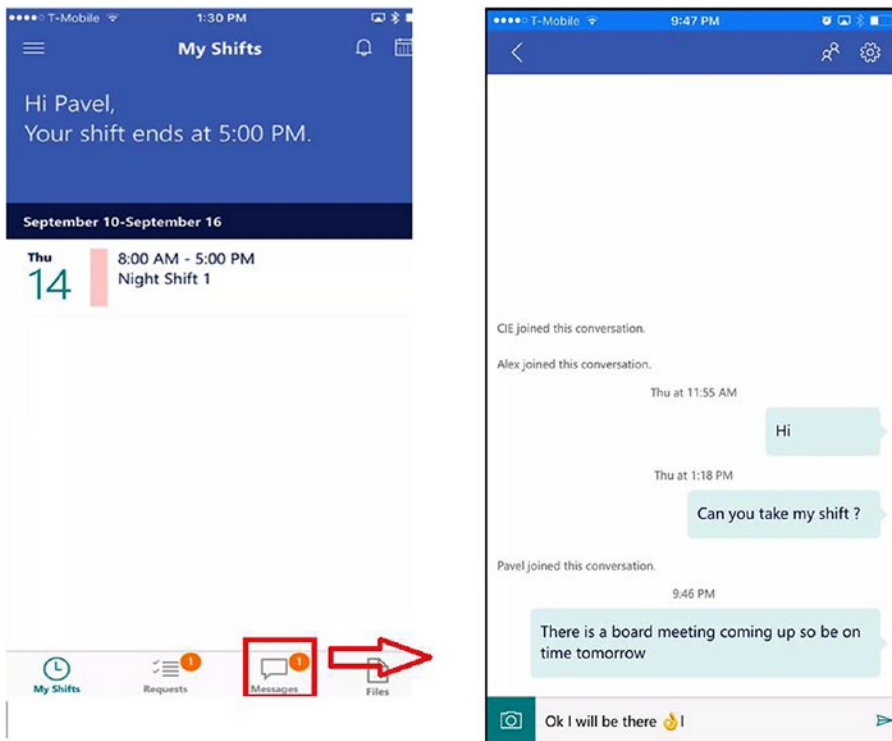 T-Mobile 1:30 PM
My Shifts
Hi Pavel,
Your shift ends at 5:00 PM.
September 10-September 16
Thu
14
8:00 AM - 5:00 PM
Night Shift 1
1
1
My Shifts
Requests
Messages
Files
T-Mobile 9:47 PM
CIE joined this conversation.
Alex joined this conversation.
Thu at 11:55 AM
Hi
Thu at 1:18 PM
Can you take my shift ?
Pavel joined this conversation.
9:46 PM
There is a board meeting coming up so be on
time tomorrow
Ok I will be there 👌